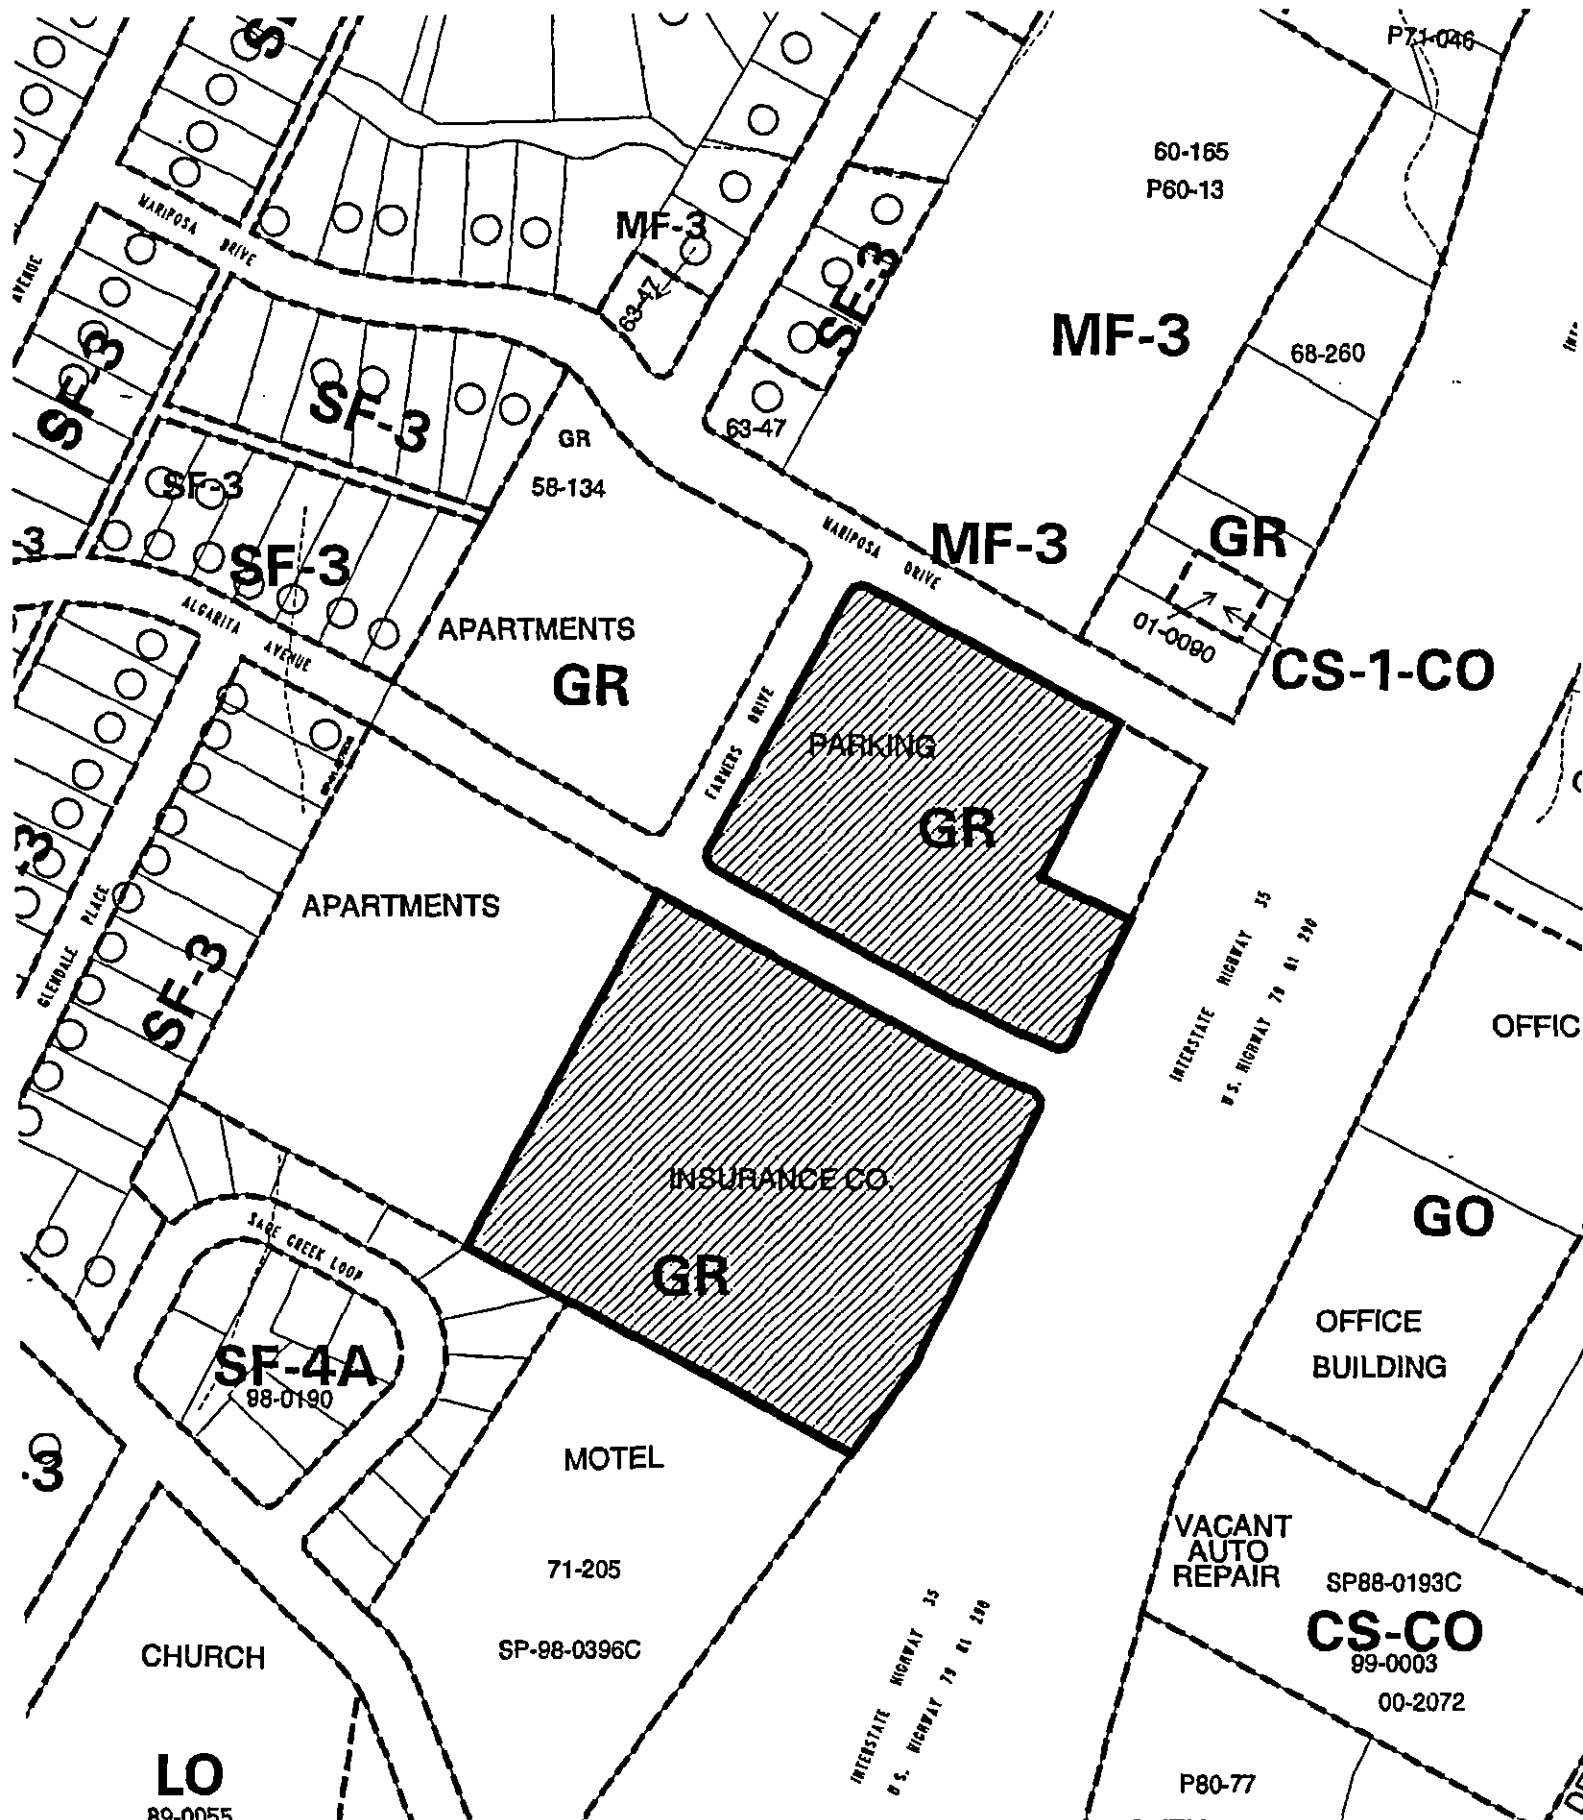 P71-046
60-165
P60-13
MARIPOSA DRIVE
MF-3
63-47
SF-3
MF-3
68-260
AVENUE
SF-3
SF-3
GR
58-134
63-47
SF-3
MARIPOSA DRIVE
MF-3
GR
-3
SF-3
ALGARITA AVENUE
APARTMENTS
GR
01-0090
CS-1-CO
FARMERS DRIVE
PARKING
GR
-3
GLENDALE PLACE
APARTMENTS
SF-3
INTERSTATE HIGHWAY 35
U.S. HIGHWAY 79 81 290
OFFIC
INSURANCE CO.
GR
GO
SAGE CREEK LOOP
OFFICE
BUILDING
SF-4A
98-0190
-3
MOTEL
71-205
SP-98-0396C
VACANT
AUTO
REPAIR
SP88-0193C
CS-CO
99-0003
00-2072
INTERSTATE HIGHWAY 35
U.S. HIGHWAY 79 81 290
CHURCH
LO
89-0055
P80-77